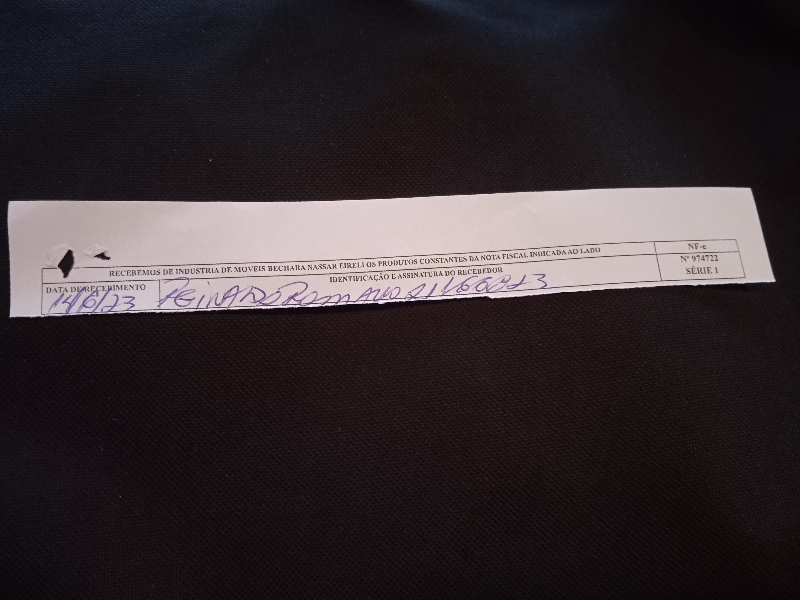 RECEBEMOS DE INDUSTRIA DE MOVEIS BECHARA NASSAR EIRELI OS PRODUTOS CONSTANTES DA NOTA FISCAL INDICADA AO LADO
NF-e
Nº 974722
SÉRIE 1
DATA DE RECEBIMENTO
IDENTIFICAÇÃO E ASSINATURA DO RECEBEDOR
14/6/23